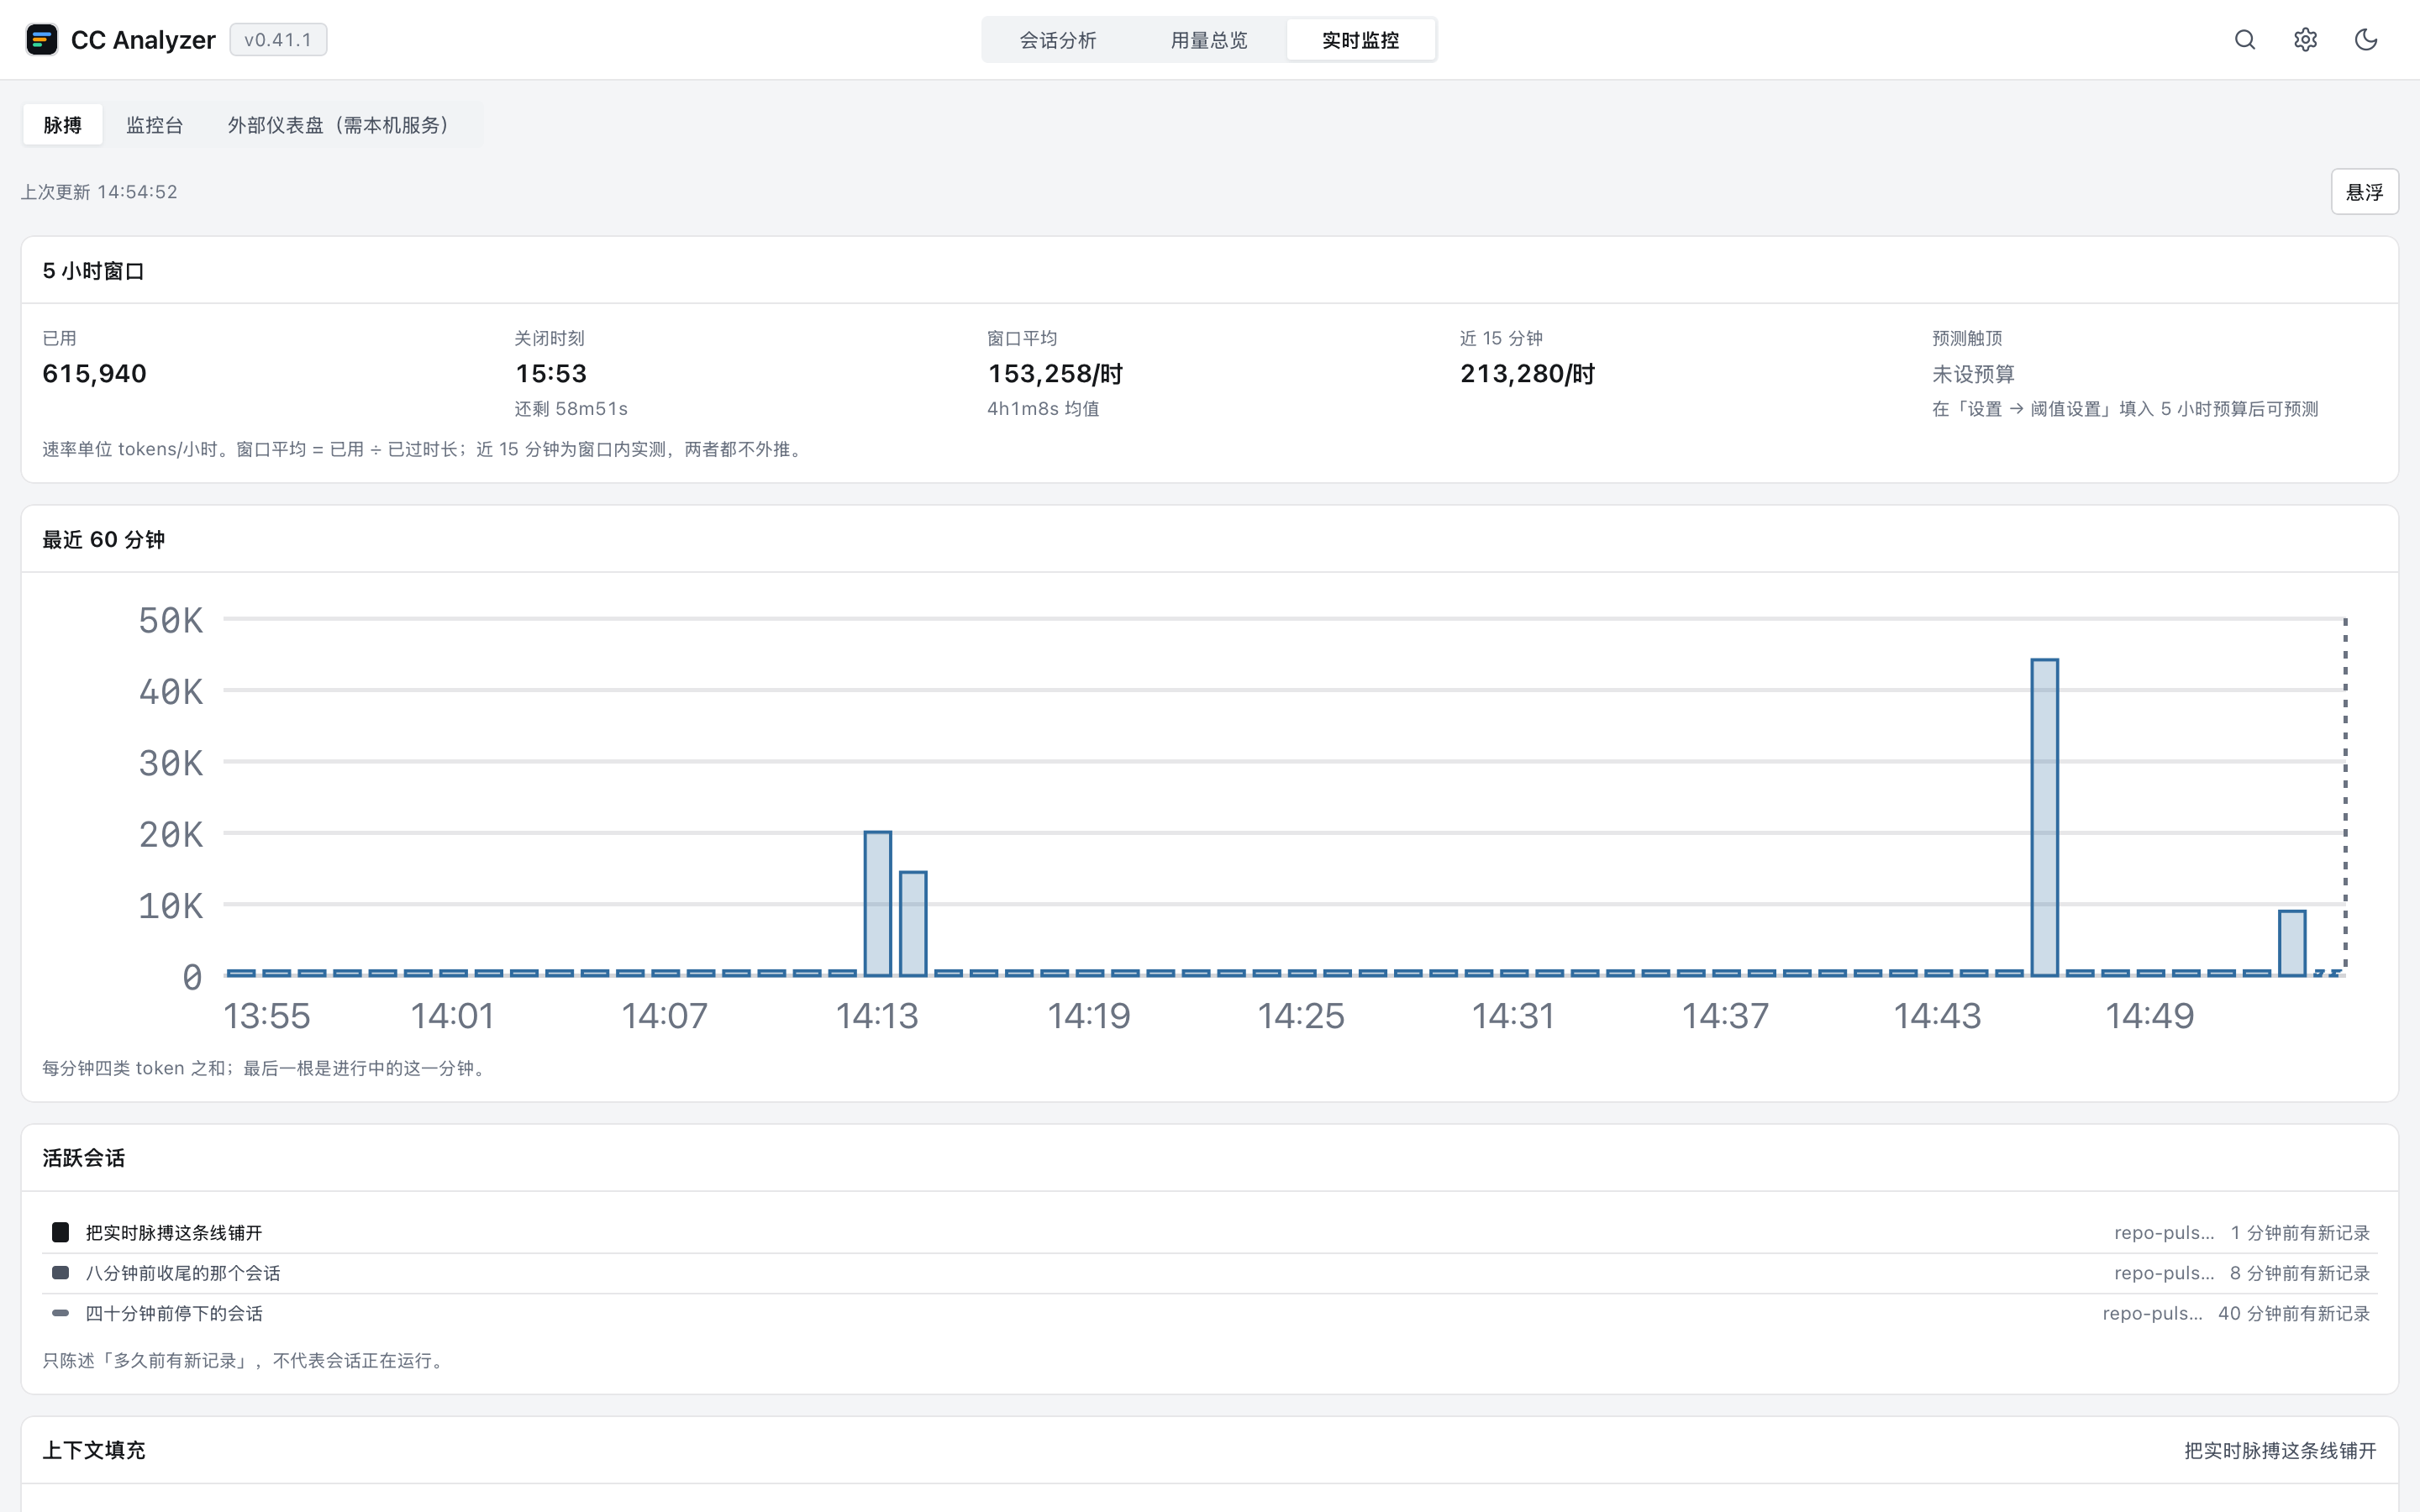 CC Analyzer v0.41.1 会话分析 用量总览 实时监控
脉搏 监控台 外部仪表盘（需本机服务）
上次更新 14:54:52 悬浮
5 小时窗口
已用 关闭时刻 窗口平均 近 15 分钟 预测触顶
615,940 15:53 153,258/时 213,280/时 未设预算
还剩 58m51s 4h1m8s 均值 在「设置 → 阈值设置」填入 5 小时预算后可预测
速率单位 tokens/小时。窗口平均 = 已用 ÷ 已过时长；近 15 分钟为窗口内实测，两者都不外推。
最近 60 分钟
50K
40K
30K
20K
10K
0
13:55 14:01 14:07 14:13 14:19 14:25 14:31 14:37 14:43 14:49
每分钟四类 token 之和；最后一根是进行中的这一分钟。
活跃会话
把实时脉搏这条线铺开 repo-puls... 1 分钟前有新记录
八分钟前收尾的那个会话 repo-puls... 8 分钟前有新记录
四十分钟前停下的会话 repo-puls... 40 分钟前有新记录
只陈述「多久前有新记录」，不代表会话正在运行。
上下文填充 把实时脉搏这条线铺开